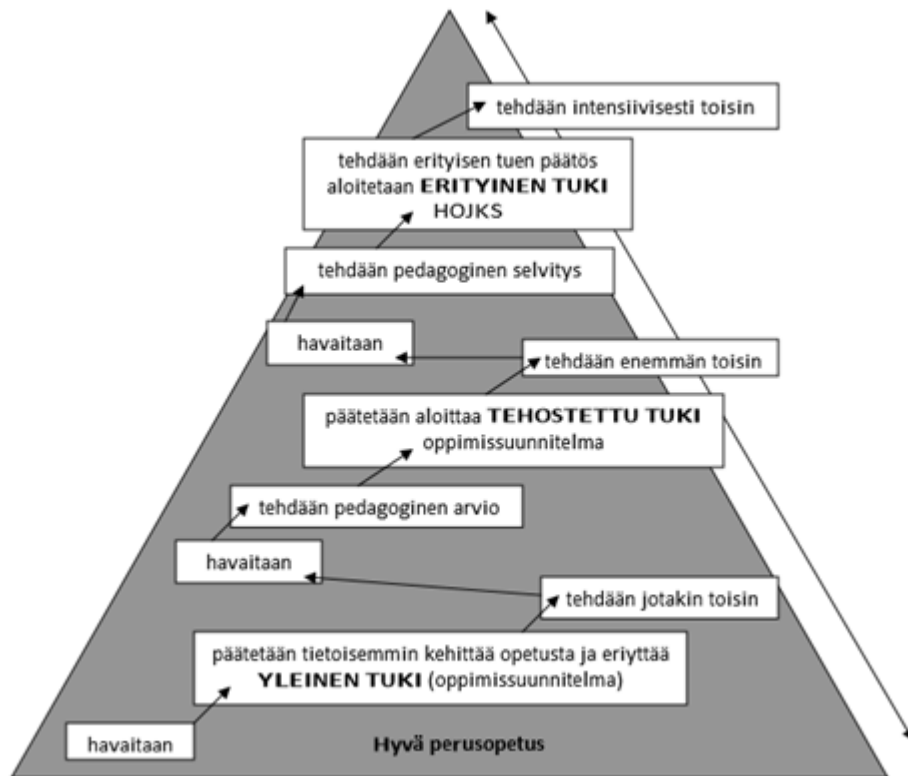 tehdään intensiivisesti toisin
tehdään erityisen tuen päätös
aloitetaan ERITYINEN TUKI
HOJKS
tehdään pedagoginen selvitys
havaitaan
tehdään enemmän toisin
päätetään aloittaa TEHOSTETTU TUKI
oppimissuunnitelma
tehdään pedagoginen arvio
havaitaan
tehdään jotakin toisin
päätetään tietoisemmin kehittää opetusta ja eriyttää
YLEINEN TUKI (oppimissuunnitelma)
havaitaan
Hyvä perusopetus